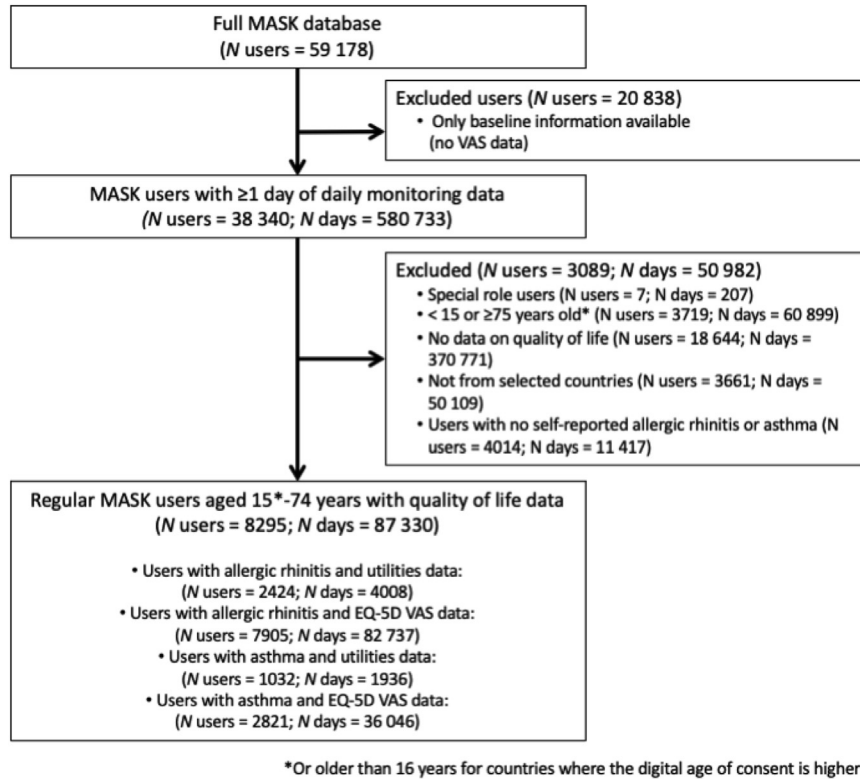 Full MASK database
(N users = 59 178)
Excluded users (N users = 20 838)
• Only baseline information available
(no VAS data)
MASK users with ≥1 day of daily monitoring data
(N users = 38 340; N days = 580 733)
Excluded (N users = 3089; N days = 50 982)
• Special role users (N users = 7; N days = 207)
• < 15 or ≥75 years old* (N users = 3719; N days = 60 899)
• No data on quality of life (N users = 18 644; N days =
370 771)
• Not from selected countries (N users = 3661; N days =
50 109)
• Users with no self-reported allergic rhinitis or asthma (N
users = 4014; N days = 11 417)
Regular MASK users aged 15*-74 years with quality of life data
(N users = 8295; N days = 87 330)
• Users with allergic rhinitis and utilities data:
(N users = 2424; N days = 4008)
• Users with allergic rhinitis and EQ-5D VAS data:
(N users = 7905; N days = 82 737)
• Users with asthma and utilities data:
(N users = 1032; N days = 1936)
• Users with asthma and EQ-5D VAS data:
(N users = 2821; N days = 36 046)
*Or older than 16 years for countries where the digital age of consent is higher